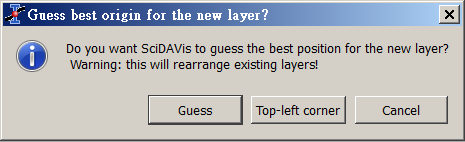 Guess best origin for the new layer?
Do you want SciDAVis to guess the best position for the new layer?
Warning: this will rearrange existing layers!
Guess
Top-left corner
Cancel